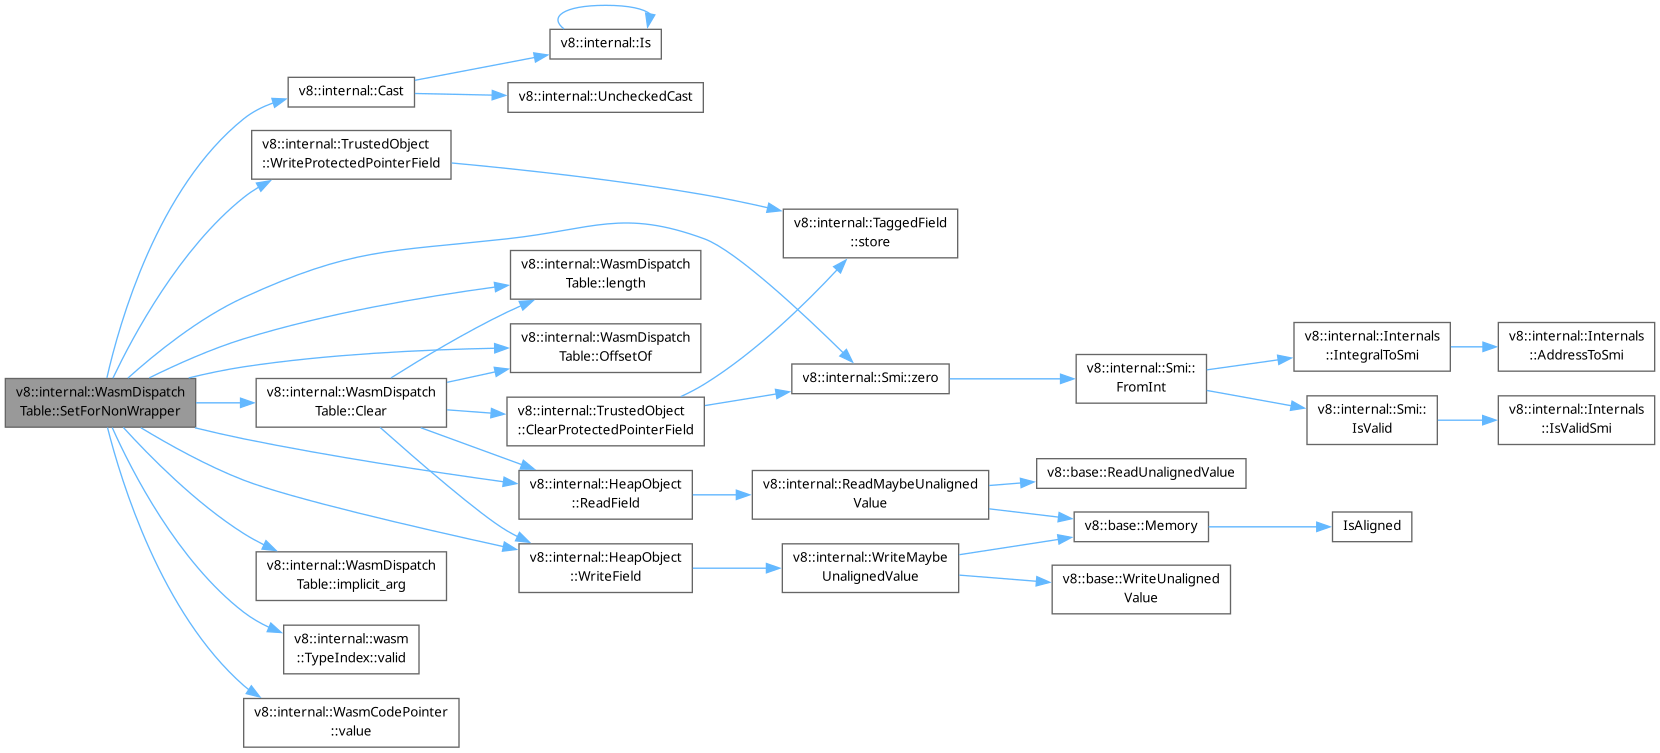 v8::internal::Is
v8::internal::Cast
v8::internal::UncheckedCast
v8::internal::TrustedObject
::WriteProtectedPointerField
v8::internal::TaggedField
::store
v8::internal::WasmDispatch
Table::length
v8::internal::WasmDispatch
Table::OffsetOf
v8::internal::Internals
::IntegralToSmi
v8::internal::Internals
::AddressToSmi
v8::internal::Smi::zero
v8::internal::Smi::
FromInt
v8::internal::WasmDispatch
Table::SetForNonWrapper
v8::internal::WasmDispatch
Table::Clear
v8::internal::TrustedObject
::ClearProtectedPointerField
v8::internal::Smi::
IsValid
v8::internal::Internals
::IsValidSmi
v8::internal::HeapObject
::ReadField
v8::internal::ReadMaybeUnaligned
Value
v8::base::ReadUnalignedValue
v8::base::Memory
IsAligned
v8::internal::WasmDispatch
Table::implicit_arg
v8::internal::HeapObject
::WriteField
v8::internal::WriteMaybe
UnalignedValue
v8::base::WriteUnaligned
Value
v8::internal::wasm
::TypeIndex::valid
v8::internal::WasmCodePointer
::value